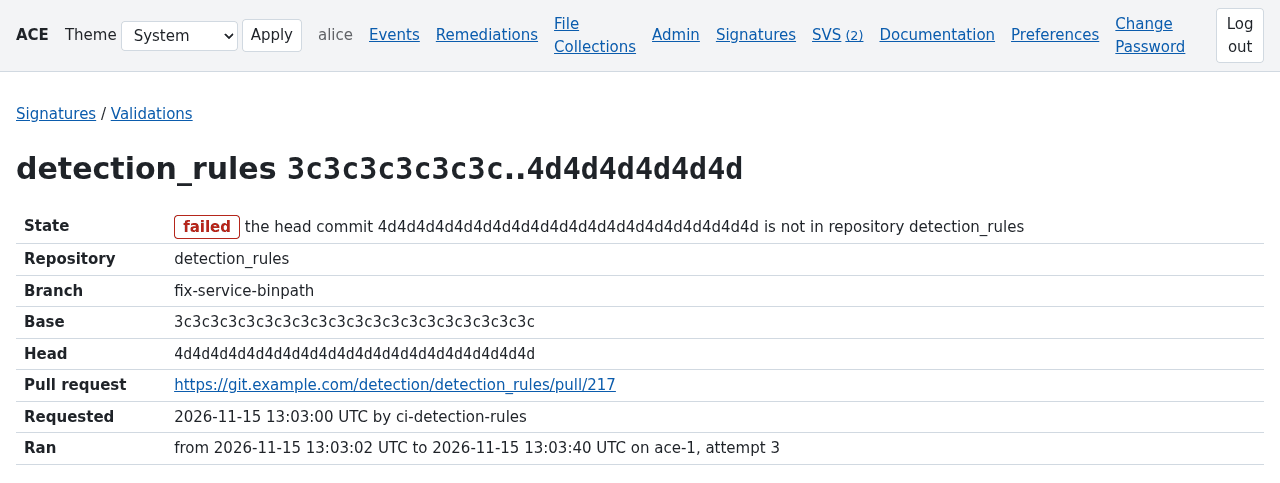 ACE Theme System Apply alice Events Remediations File Collections Admin Signatures SVS (2) Documentation Preferences Change Password Log out
Signatures / Validations
detection_rules 3c3c3c3c3c3c..4d4d4d4d4d4d
State failed the head commit 4d4d4d4d4d4d4d4d4d4d4d4d4d4d4d4d4d4d4d4d is not in repository detection_rules
Repository detection_rules
Branch fix-service-binpath
Base 3c3c3c3c3c3c3c3c3c3c3c3c3c3c3c3c3c3c3c3c
Head 4d4d4d4d4d4d4d4d4d4d4d4d4d4d4d4d4d4d4d4d
Pull request https://git.example.com/detection/detection_rules/pull/217
Requested 2026-11-15 13:03:00 UTC by ci-detection-rules
Ran from 2026-11-15 13:03:02 UTC to 2026-11-15 13:03:40 UTC on ace-1, attempt 3